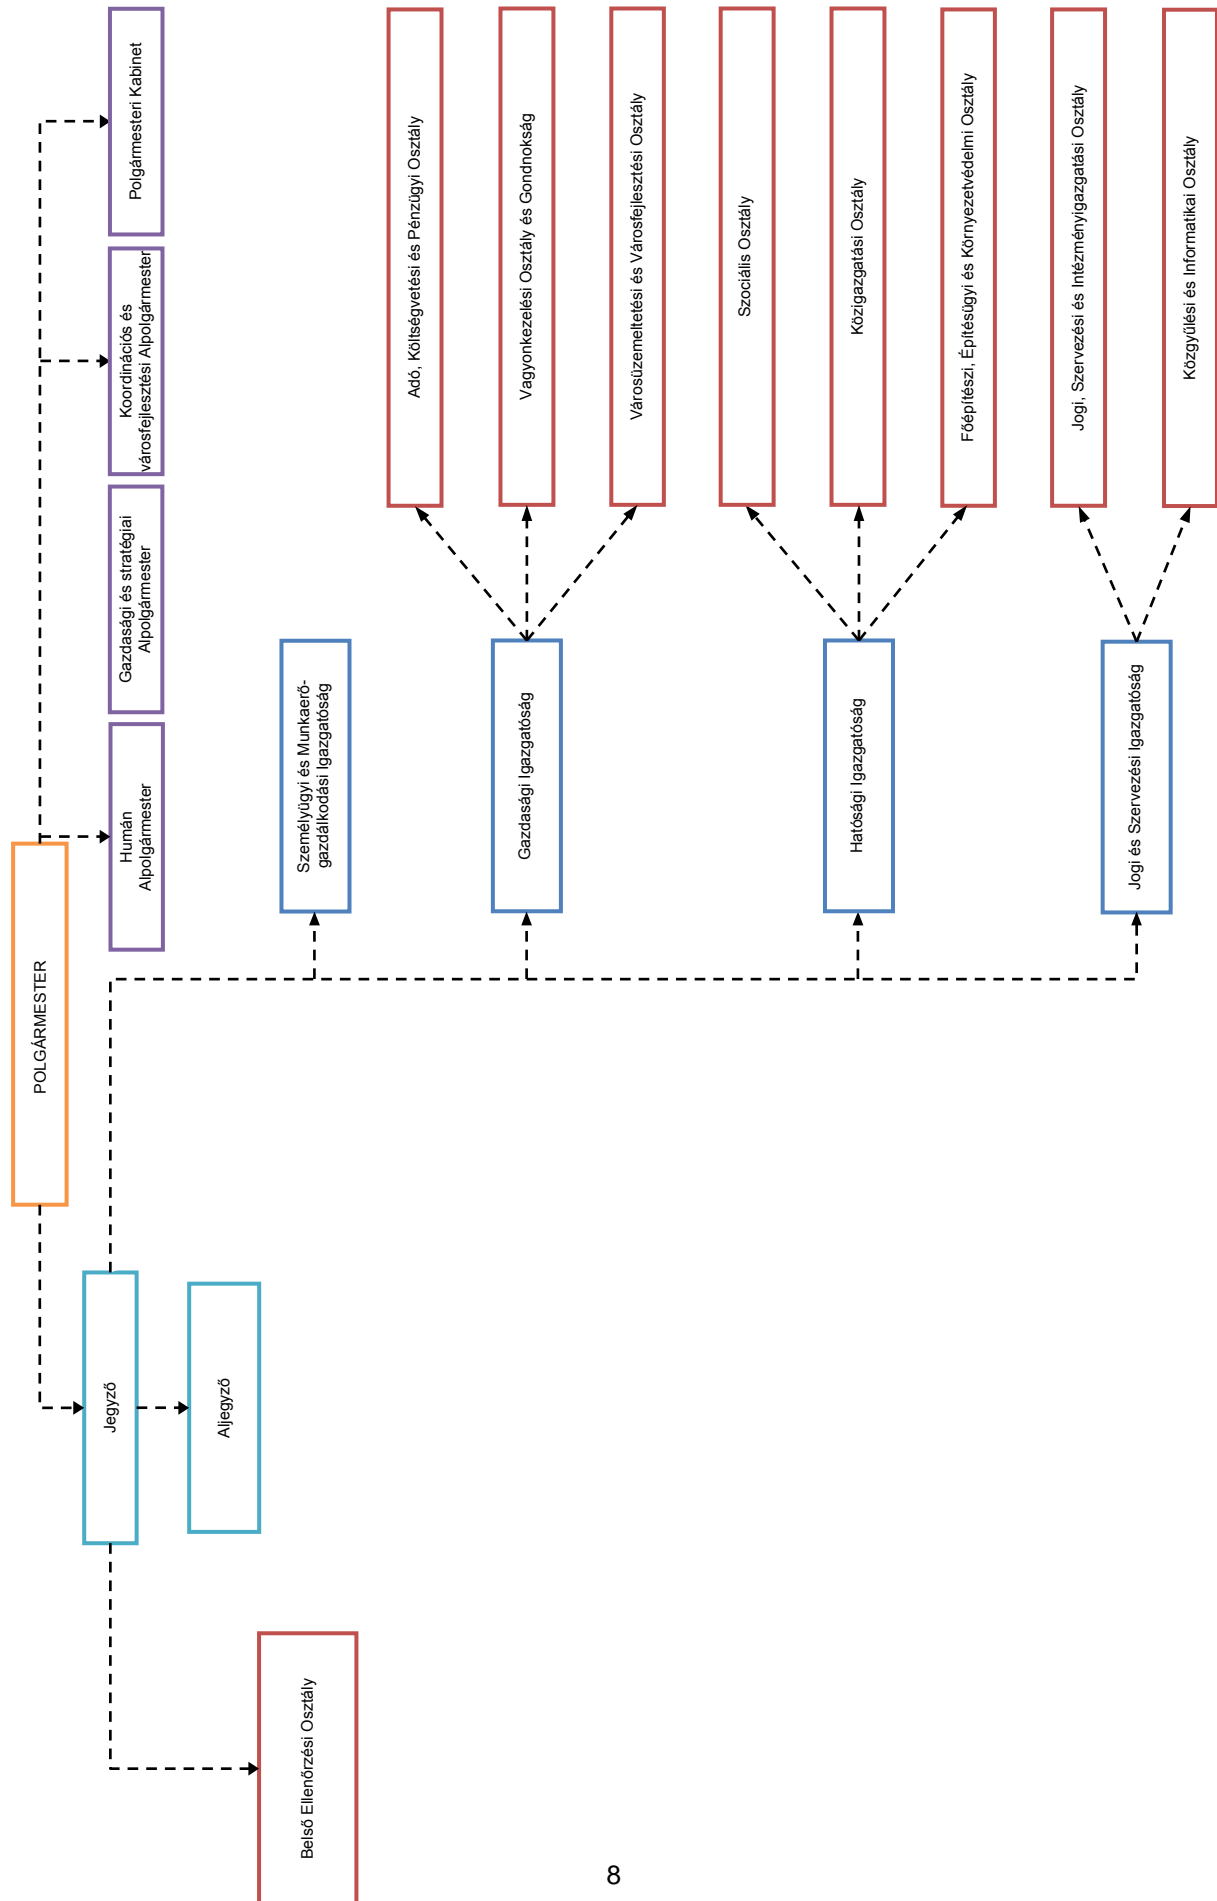 POLGÁRMESTER
Humán
Alpolgármester
Gazdasági és stratégiai
Alpolgármester
Koordinációs és
városfejlesztési Alpolgármester
Polgármesteri Kabinet
Jegyző
Aljegyző
Belső Ellenőrzési Osztály
Személyügyi és Munkaerő-
gazdálkodási Igazgatóság
Gazdasági Igazgatóság
Adó, Költségvetési és Pénzügyi Osztály
Vagyonkezelési Osztály és Gondnokság
Városüzemeltetési és Városfejlesztési Osztály
Hatósági Igazgatóság
Szociális Osztály
Közigazgatási Osztály
Főépítészi, Építésügyi és Környezetvédelmi Osztály
Jogi és Szervezési Igazgatóság
Jogi, Szervezési és Intézményigazgatási Osztály
Közgyűlési és Informatikai Osztály
8